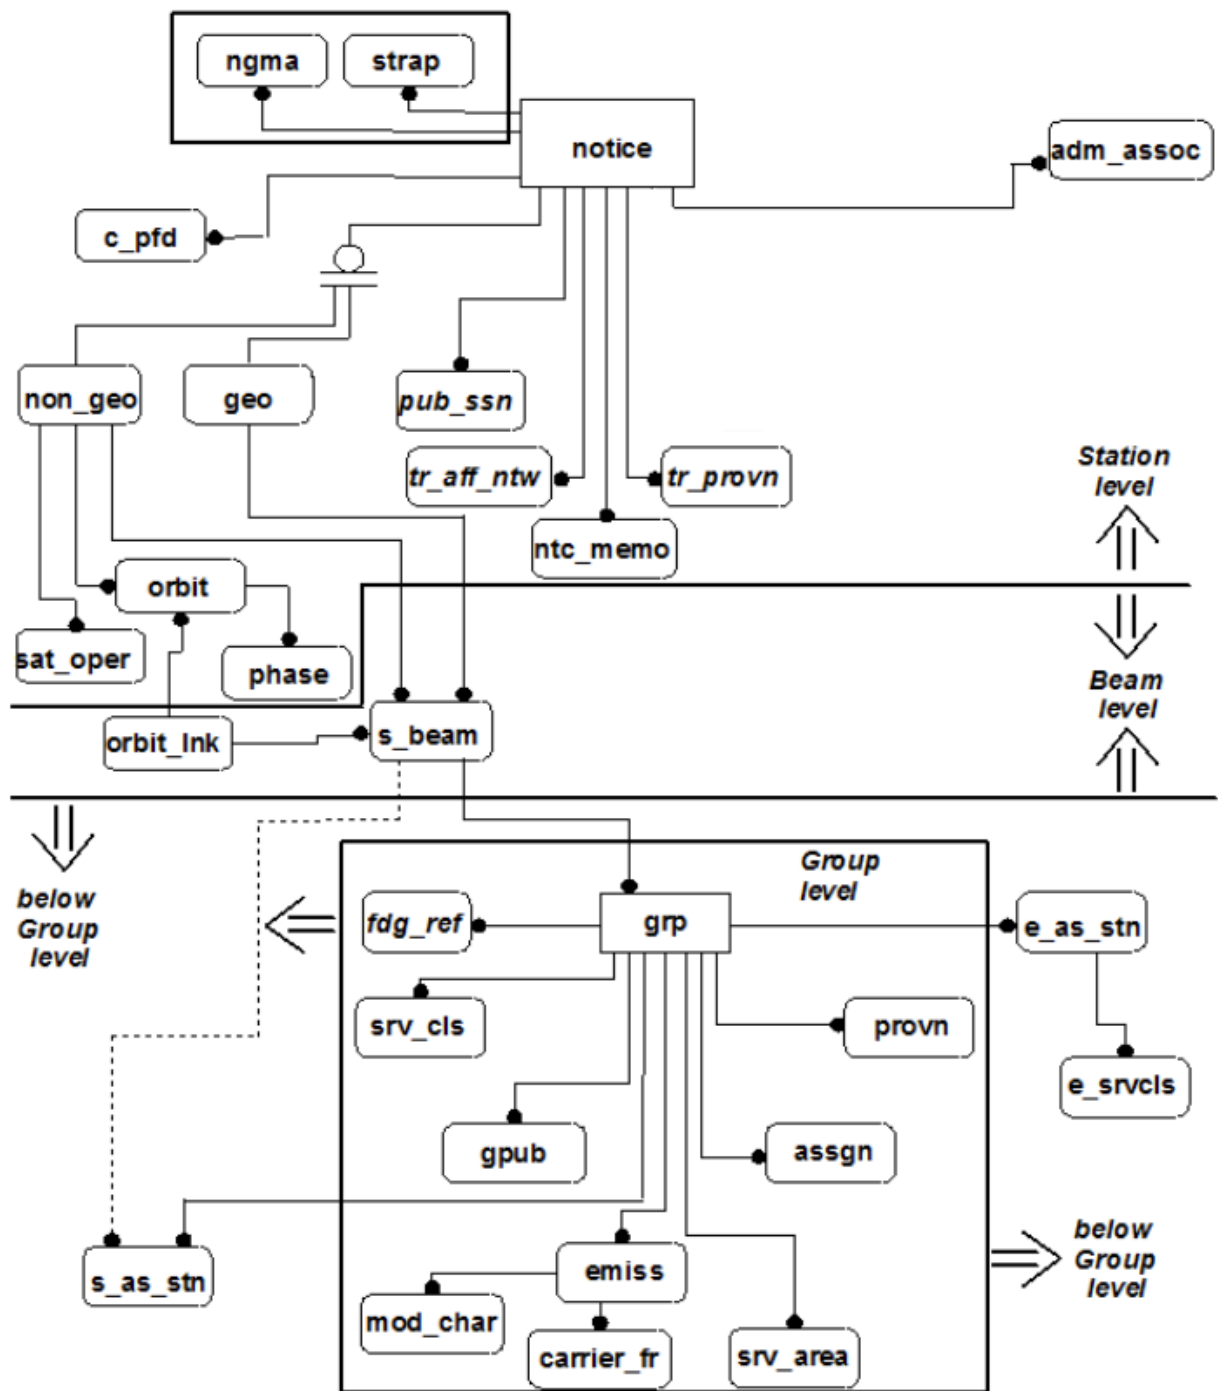 ngma
strap
notice
adm_assoc
c_pfd
non_geo
geo
pub_ssn
tr_aff_ntw
tr_provn
Station
level
ntc_memo
orbit
sat_oper
phase
Beam
level
orbit_lnk
s_beam
Group
level
below
Group
level
fdg_ref
grp
e_as_stn
srv_cls
provn
e_srvcls
gpub
assgn
below
Group
level
s_as_stn
emiss
mod_char
carrier_fr
srv_area